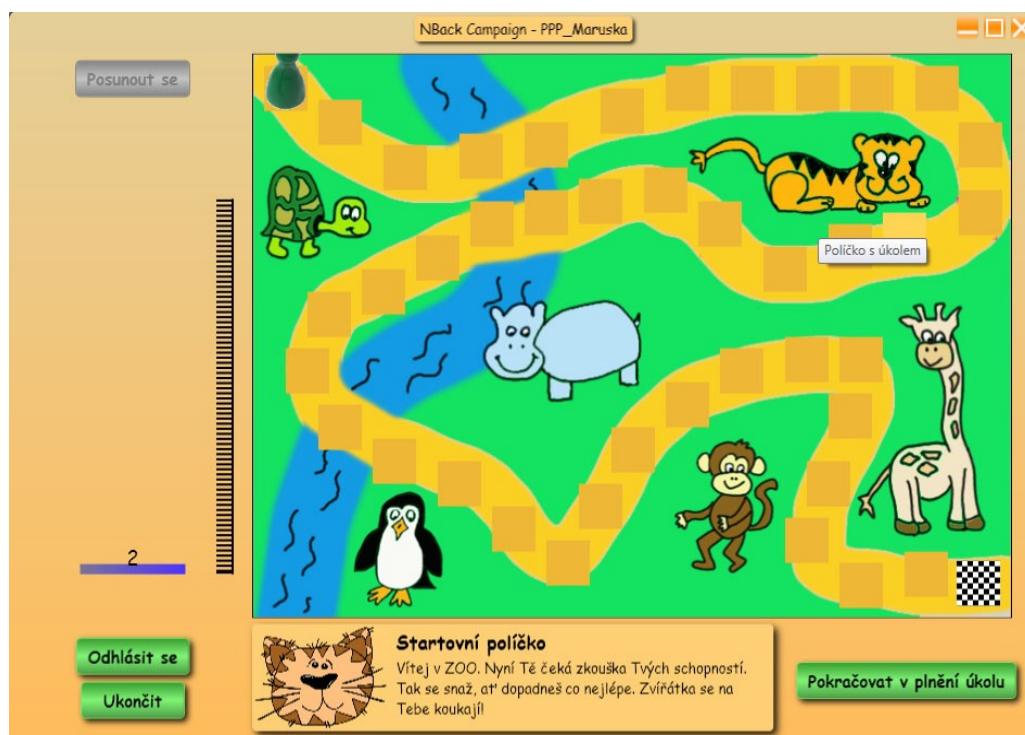 NBack Campaign - PPP_Maruska
Posunout se
Políčko s úkolem
2
Odhlásit se
Ukončit
Startovní políčko
Vítej v ZOO. Nyní Tě čeká zkouška Tvých schopností.
Tak se snaž, ať dopadneš co nejlépe. Zvířátka se na
Tebe koukají!
Pokračovat v plnění úkolu